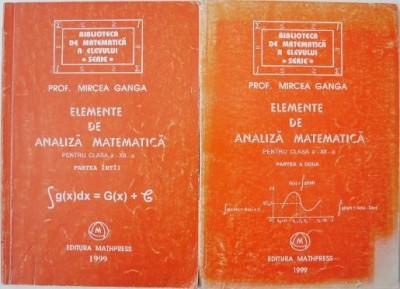 BIBLIOTECA
DE MATEMATICĂ
A ELEVULUI
*SERIE*
PROF. MIRCEA GANGA
ELEMENTE
DE
ANALIZĂ MATEMATICĂ
PENTRU CLASA a - XII - a
PARTEA ÎNTÎI
∫g(x)dx = G(x) + C
M
EDITURA MATHPRESS
1999
BIBLIOTECA
DE MATEMATICĂ
A ELEVULUI
*SERIE*
PROF. MIRCEA GANGA
ELEMENTE
DE
ANALIZĂ MATEMATICĂ
PENTRU CLASA a - XII - a
PARTEA A DOUA
M
EDITURA MATHPRESS
1999